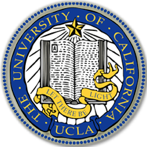 THE · UNIVERSITY · OF · CALIFORNIA
LET THERE BE
LIGHT
UCLA